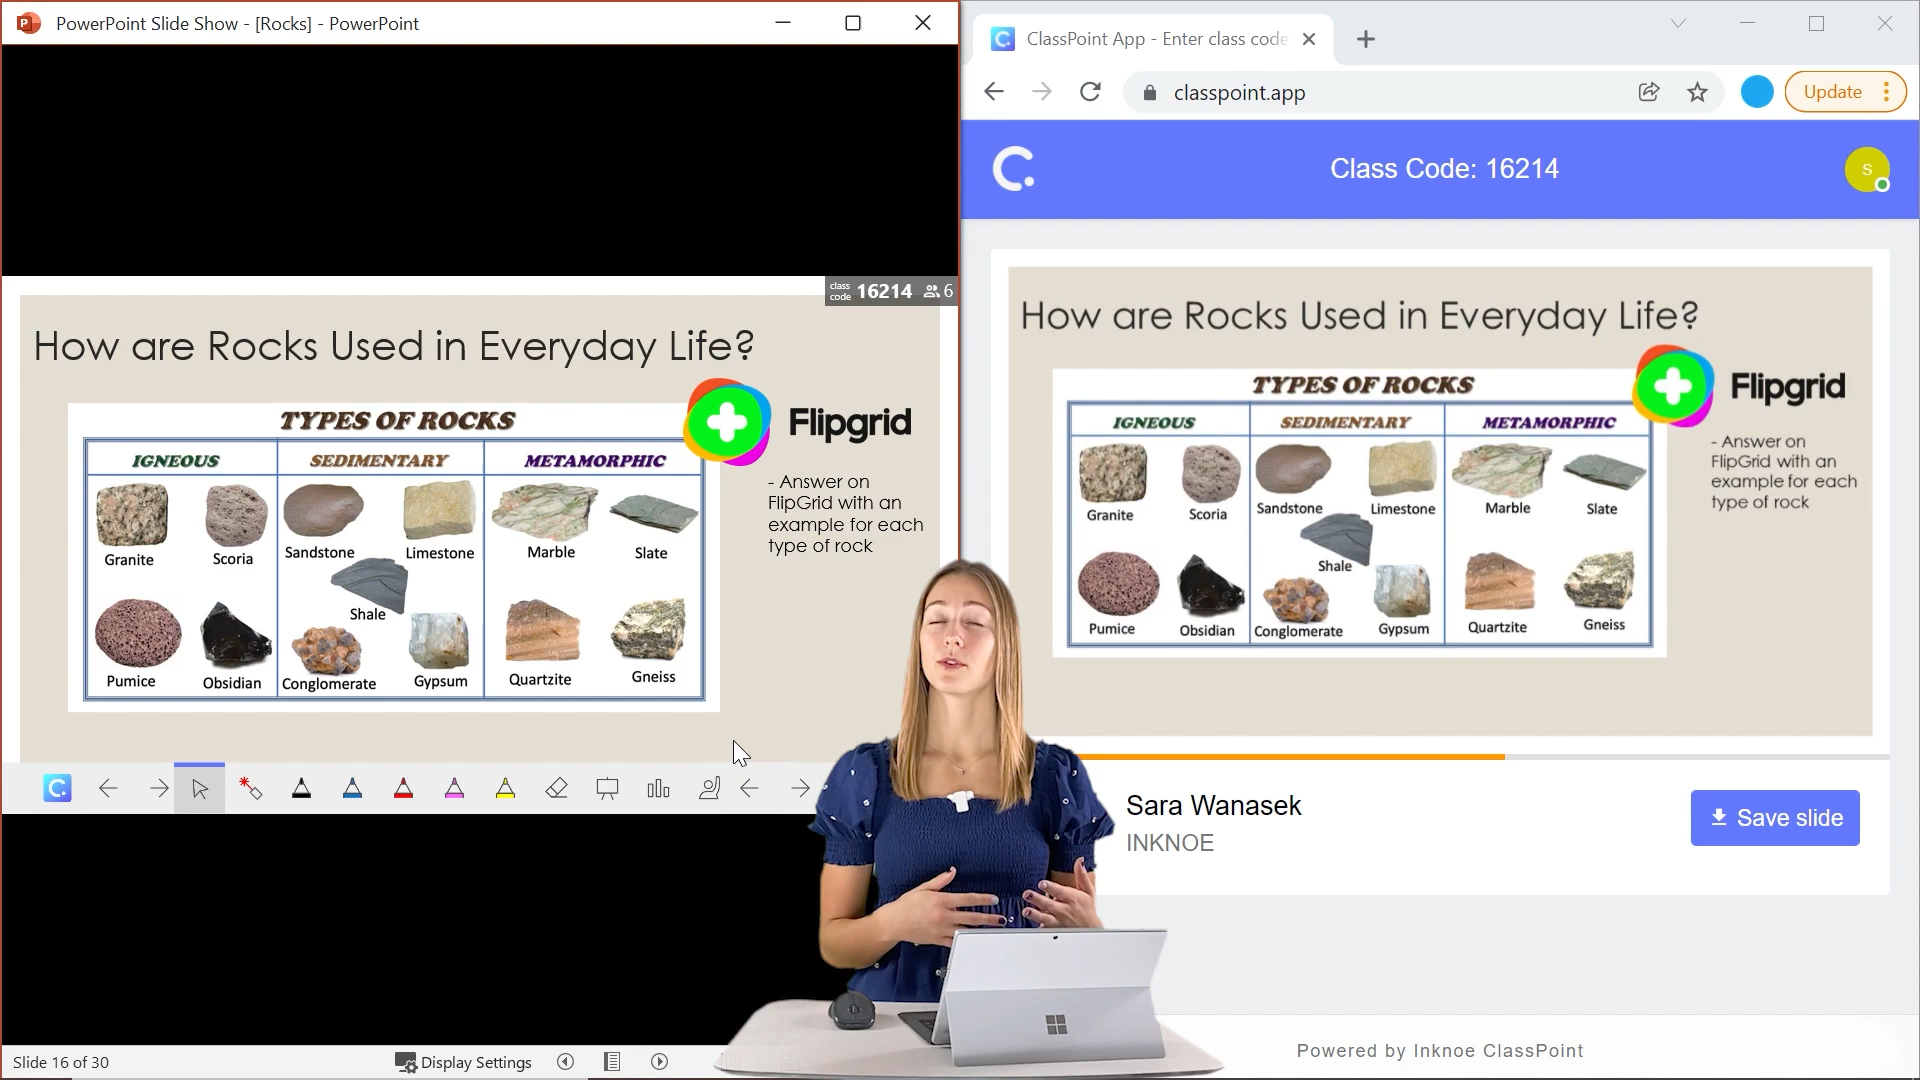 PowerPoint Slide Show - [Rocks] - PowerPoint
class code 16214 6
How are Rocks Used in Everyday Life?
TYPES OF ROCKS
IGNEOUS SEDIMENTARY METAMORPHIC
Granite Scoria Sandstone Limestone Marble Slate
Shale
Pumice Obsidian Conglomerate Gypsum Quartzite Gneiss
Flipgrid
- Answer on
FlipGrid with an
example for each
type of rock
Slide 16 of 30
Display Settings
ClassPoint App - Enter class code
classpoint.app
Update
Class Code: 16214
S
How are Rocks Used in Everyday Life?
TYPES OF ROCKS
IGNEOUS SEDIMENTARY METAMORPHIC
Granite Scoria Sandstone Limestone Marble Slate
Shale
Pumice Obsidian Conglomerate Gypsum Quartzite Gneiss
Flipgrid
- Answer on
FlipGrid with an
example for each
type of rock
Sara Wanasek
INKNOE
Save slide
Powered by Inknoe ClassPoint